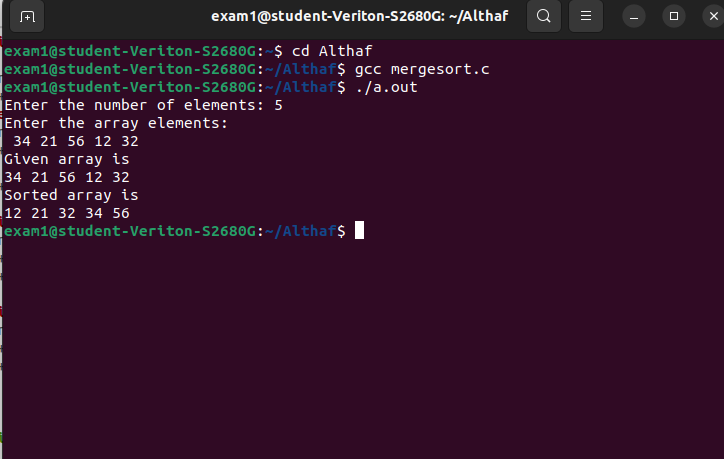 exam1@student-Veriton-S2680G: ~/Althaf
exam1@student-Veriton-S2680G:~$ cd Althaf
exam1@student-Veriton-S2680G:~/Althaf$ gcc mergesort.c
exam1@student-Veriton-S2680G:~/Althaf$ ./a.out
Enter the number of elements: 5
Enter the array elements:
 34 21 56 12 32
Given array is
34 21 56 12 32
Sorted array is
12 21 32 34 56
exam1@student-Veriton-S2680G:~/Althaf$